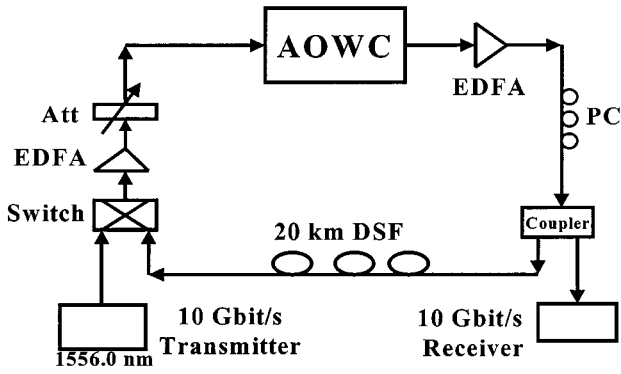 AOWC
EDFA
Att
PC
EDFA
Switch
Coupler
20 km DSF
10 Gbit/s
Transmitter
1556.0 nm
10 Gbit/s
Receiver